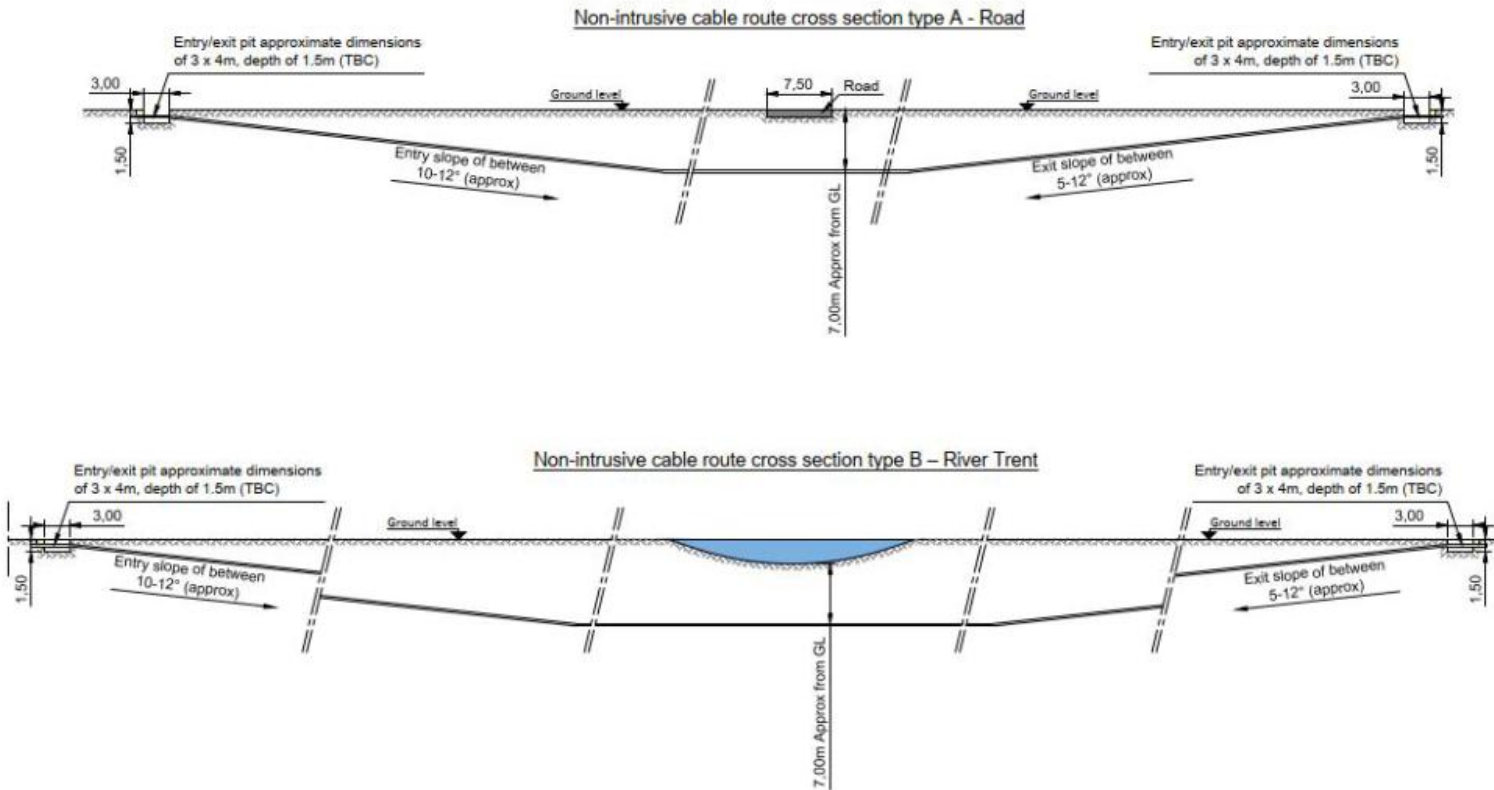 Non-intrusive cable route cross section type A - Road
Entry/exit pit approximate dimensions
of 3 x 4m, depth of 1.5m (TBC)
Entry/exit pit approximate dimensions
of 3 x 4m, depth of 1.5m (TBC)
3,00
Ground level
7,50
Road
Ground level
3,00
1,50
Entry slope of between
10-12° (approx)
Exit slope of between
5-12° (approx)
1,50
7,00m Approx from GL
Non-intrusive cable route cross section type B – River Trent
Entry/exit pit approximate dimensions
of 3 x 4m, depth of 1.5m (TBC)
Entry/exit pit approximate dimensions
of 3 x 4m, depth of 1.5m (TBC)
3,00
Ground level
Ground level
3,00
1,50
Entry slope of between
10-12° (approx)
Exit slope of between
5-12° (approx)
1,50
7,00m Approx from GL